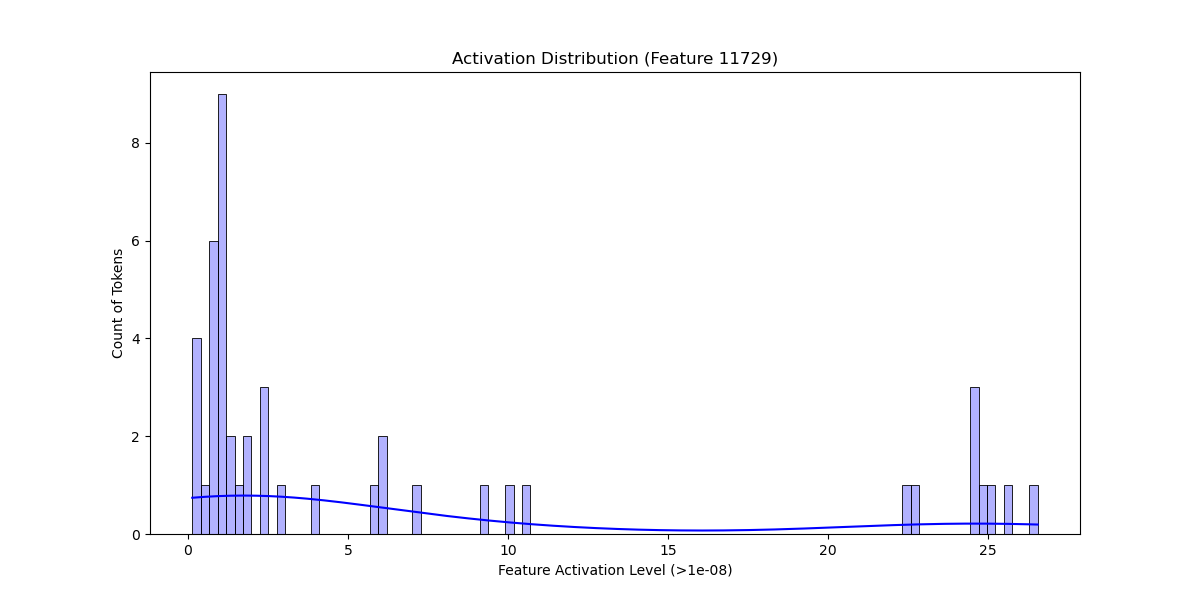 Activation Distribution (Feature 11729)
Count of Tokens
8
6
4
2
0
0 5 10 15 20 25
Feature Activation Level (>1e-08)